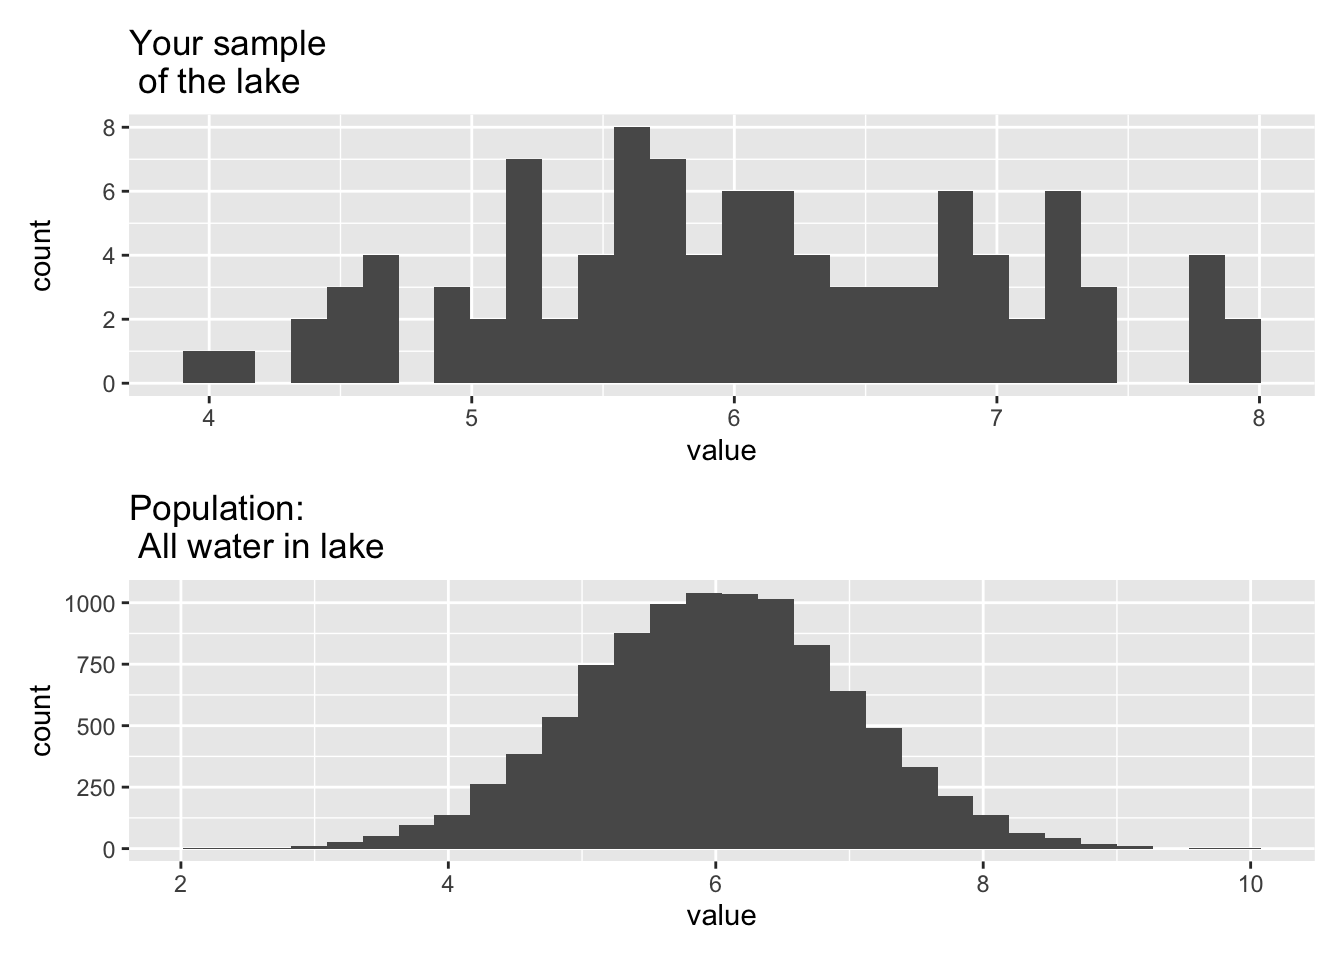 Your sample
of the lake
8
6
4
2
0
count
4 5 6 7 8
value
Population:
All water in lake
1000
750
500
250
0
count
2 4 6 8 10
value